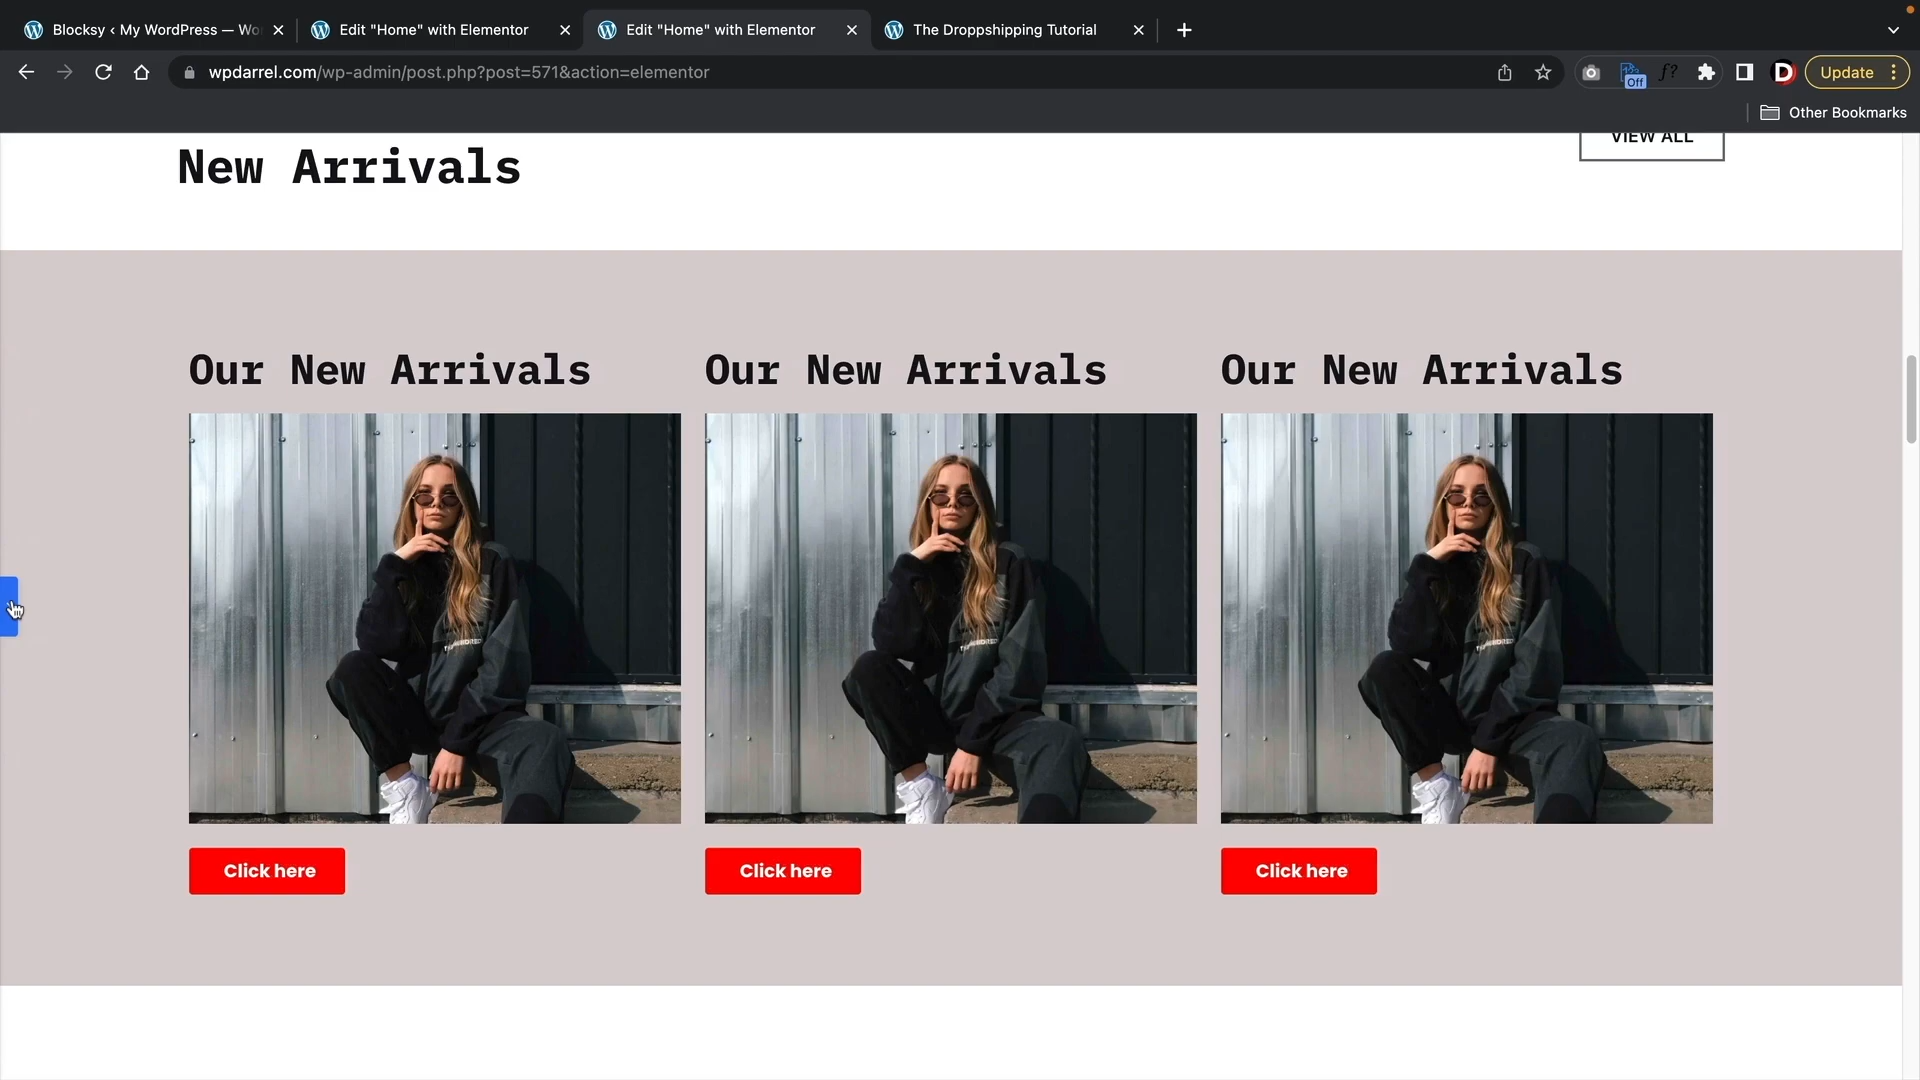 Blocksy ‹ My WordPress — Wo
Edit "Home" with Elementor
Edit "Home" with Elementor
The Droppshipping Tutorial
wpdarrel.com/wp-admin/post.php?post=571&action=elementor
Off
f?
D
Update
Other Bookmarks
New Arrivals
VIEW ALL
Our New Arrivals
Our New Arrivals
Our New Arrivals
Click here
Click here
Click here